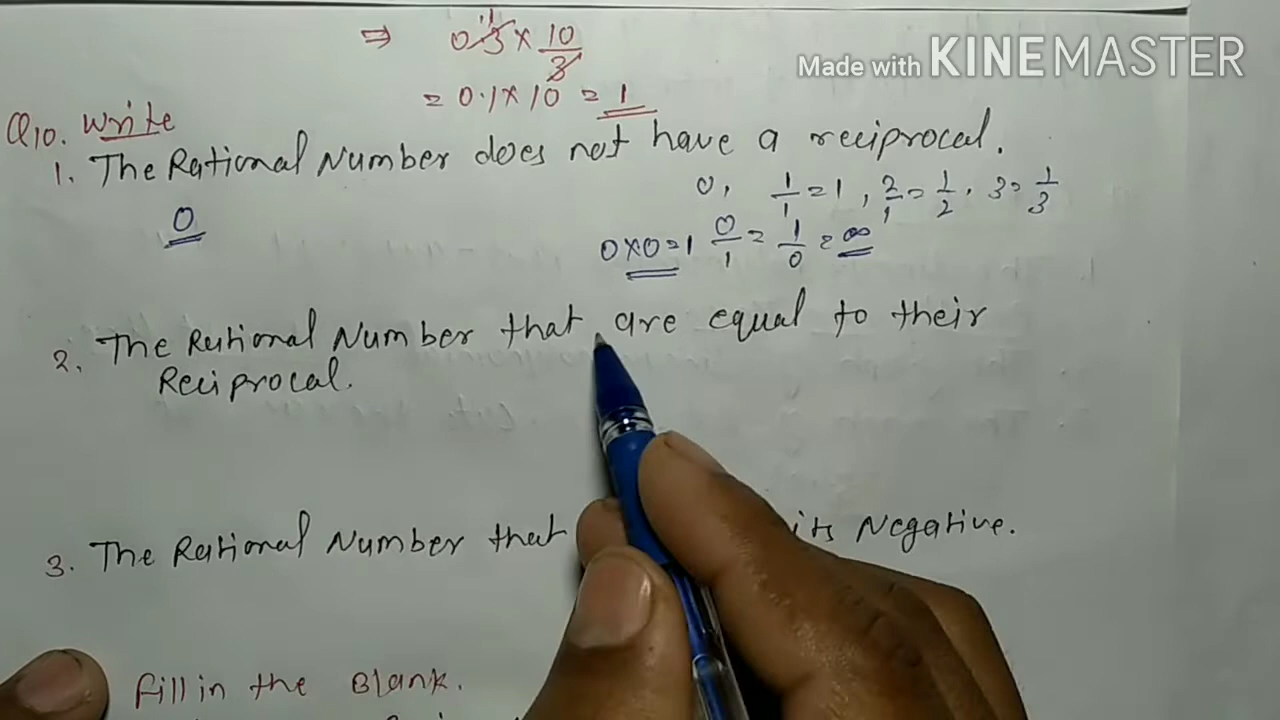 ⇒ 0.3 × 10/3
Made with KINEMASTER
= 0.1 × 10 = 1
Q10. Write
1. The Rational Number does not have a reciprocal.
0, 1/1 = 1, 2/1 = 1/2, 3 = 1/3
0
0×0=1 0/1 = 1/0 = ∞
2. The Rational Number that are equal to their
Reciprocal.
3. The Rational Number that its Negative.
Fill in the Blank.